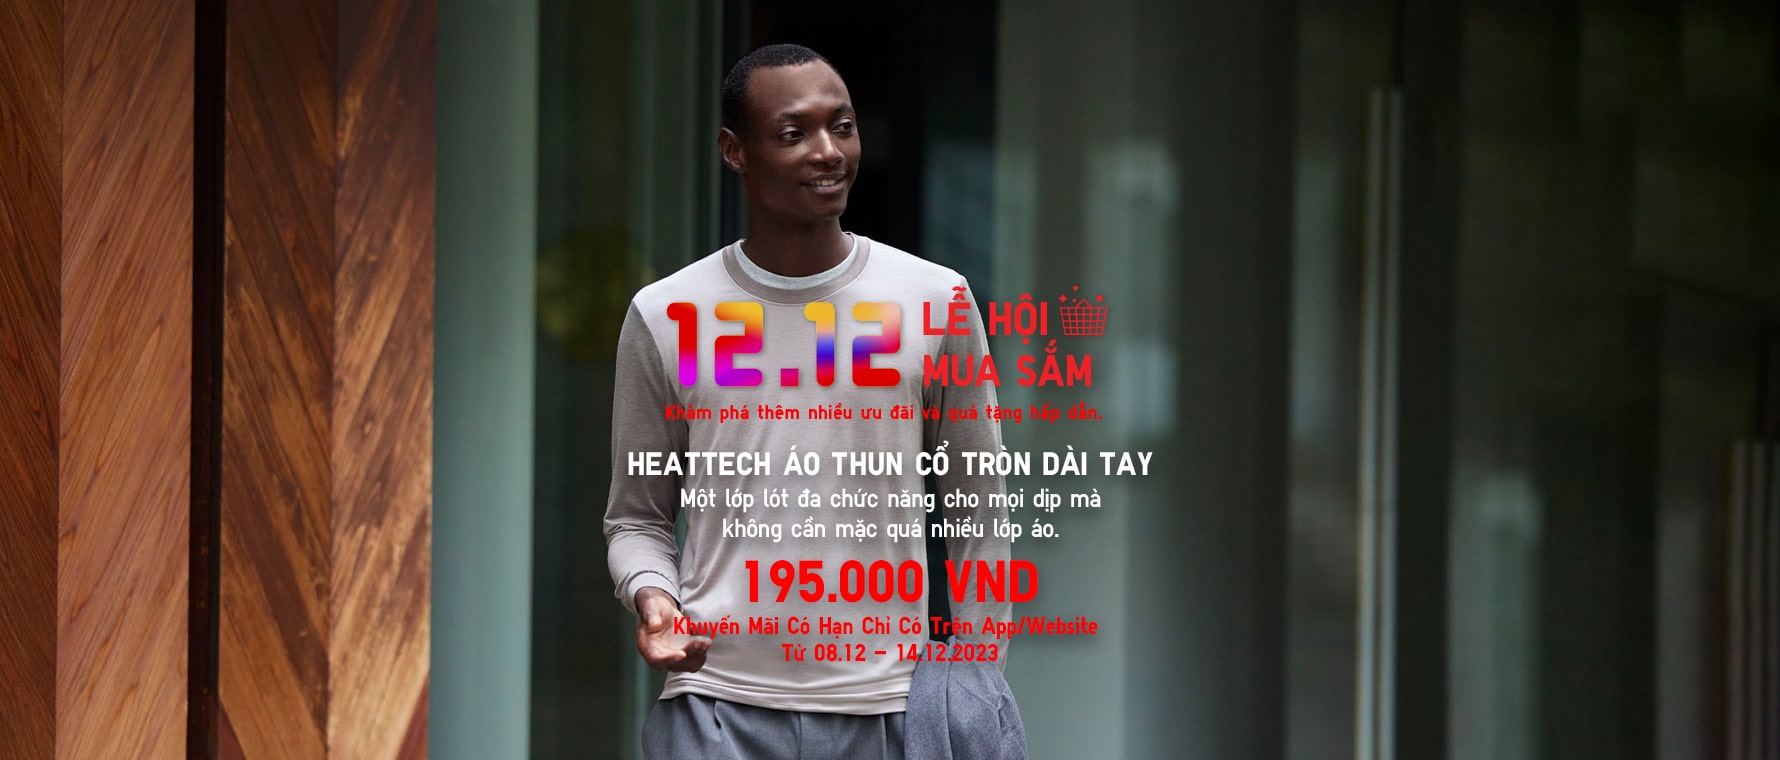 12.12 LỄ HỘI
MUA SẮM
Khám phá thêm nhiều ưu đãi và quà tặng hấp dẫn.
HEATTECH ÁO THUN CỔ TRÒN DÀI TAY
Một lớp lót đa chức năng cho mọi dịp mà
không cần mặc quá nhiều lớp áo.
195.000 VND
Khuyến Mãi Có Hạn Chỉ Có Trên App/Website
Từ 08.12 – 14.12.2023